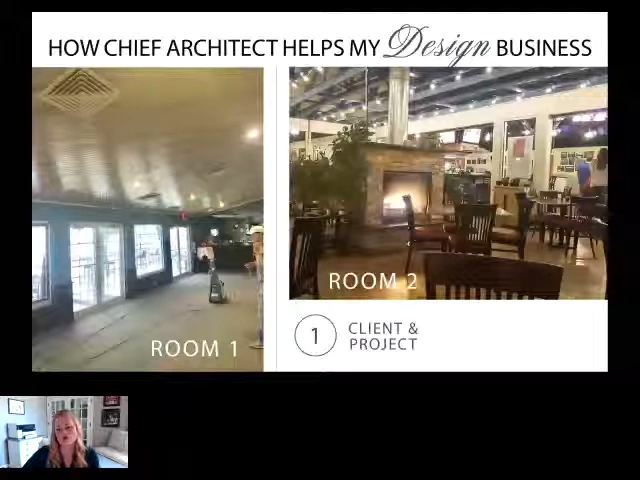 HOW CHIEF ARCHITECT HELPS MY Design BUSINESS
ROOM 1
ROOM 2
1 CLIENT &
PROJECT